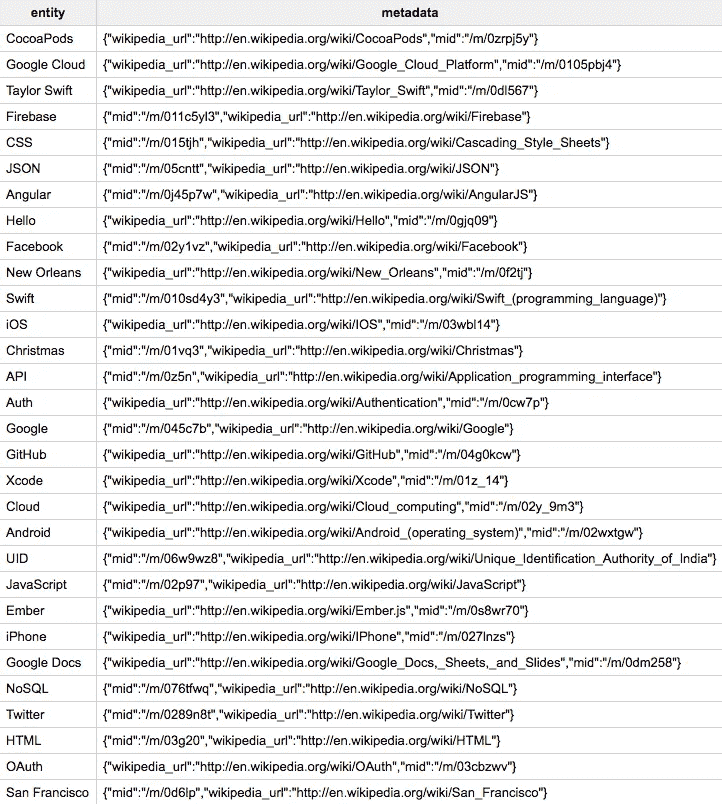 entity metadata
CocoaPods {"wikipedia_url":"http://en.wikipedia.org/wiki/CocoaPods","mid":"/m/0zrpj5y"}
Google Cloud {"wikipedia_url":"http://en.wikipedia.org/wiki/Google_Cloud_Platform","mid":"/m/0105pbj4"}
Taylor Swift {"wikipedia_url":"http://en.wikipedia.org/wiki/Taylor_Swift","mid":"/m/0dl567"}
Firebase {"mid":"/m/011c5yl3","wikipedia_url":"http://en.wikipedia.org/wiki/Firebase"}
CSS {"mid":"/m/015tjh","wikipedia_url":"http://en.wikipedia.org/wiki/Cascading_Style_Sheets"}
JSON {"mid":"/m/05cntt","wikipedia_url":"http://en.wikipedia.org/wiki/JSON"}
Angular {"mid":"/m/0j45p7w","wikipedia_url":"http://en.wikipedia.org/wiki/AngularJS"}
Hello {"wikipedia_url":"http://en.wikipedia.org/wiki/Hello","mid":"/m/0gjq09"}
Facebook {"mid":"/m/02y1vz","wikipedia_url":"http://en.wikipedia.org/wiki/Facebook"}
New Orleans {"wikipedia_url":"http://en.wikipedia.org/wiki/New_Orleans","mid":"/m/0f2tj"}
Swift {"mid":"/m/010sd4y3","wikipedia_url":"http://en.wikipedia.org/wiki/Swift_(programming_language)"}
iOS {"wikipedia_url":"http://en.wikipedia.org/wiki/IOS","mid":"/m/03wbl14"}
Christmas {"mid":"/m/01vq3","wikipedia_url":"http://en.wikipedia.org/wiki/Christmas"}
API {"mid":"/m/0z5n","wikipedia_url":"http://en.wikipedia.org/wiki/Application_programming_interface"}
Auth {"wikipedia_url":"http://en.wikipedia.org/wiki/Authentication","mid":"/m/0cw7p"}
Google {"mid":"/m/045c7b","wikipedia_url":"http://en.wikipedia.org/wiki/Google"}
GitHub {"wikipedia_url":"http://en.wikipedia.org/wiki/GitHub","mid":"/m/04g0kcw"}
Xcode {"wikipedia_url":"http://en.wikipedia.org/wiki/Xcode","mid":"/m/01z_14"}
Cloud {"wikipedia_url":"http://en.wikipedia.org/wiki/Cloud_computing","mid":"/m/02y_9m3"}
Android {"wikipedia_url":"http://en.wikipedia.org/wiki/Android_(operating_system)","mid":"/m/02wxtgw"}
UID {"mid":"/m/06w9wz8","wikipedia_url":"http://en.wikipedia.org/wiki/Unique_Identification_Authority_of_India"}
JavaScript {"mid":"/m/02p97","wikipedia_url":"http://en.wikipedia.org/wiki/JavaScript"}
Ember {"wikipedia_url":"http://en.wikipedia.org/wiki/Ember.js","mid":"/m/0s8wr70"}
iPhone {"wikipedia_url":"http://en.wikipedia.org/wiki/IPhone","mid":"/m/027lnzs"}
Google Docs {"wikipedia_url":"http://en.wikipedia.org/wiki/Google_Docs,_Sheets,_and_Slides","mid":"/m/0dm258"}
NoSQL {"mid":"/m/076tfwq","wikipedia_url":"http://en.wikipedia.org/wiki/NoSQL"}
Twitter {"mid":"/m/0289n8t","wikipedia_url":"http://en.wikipedia.org/wiki/Twitter"}
HTML {"mid":"/m/03g20","wikipedia_url":"http://en.wikipedia.org/wiki/HTML"}
OAuth {"wikipedia_url":"http://en.wikipedia.org/wiki/OAuth","mid":"/m/03cbzwv"}
San Francisco {"mid":"/m/0d6lp","wikipedia_url":"http://en.wikipedia.org/wiki/San_Francisco"}